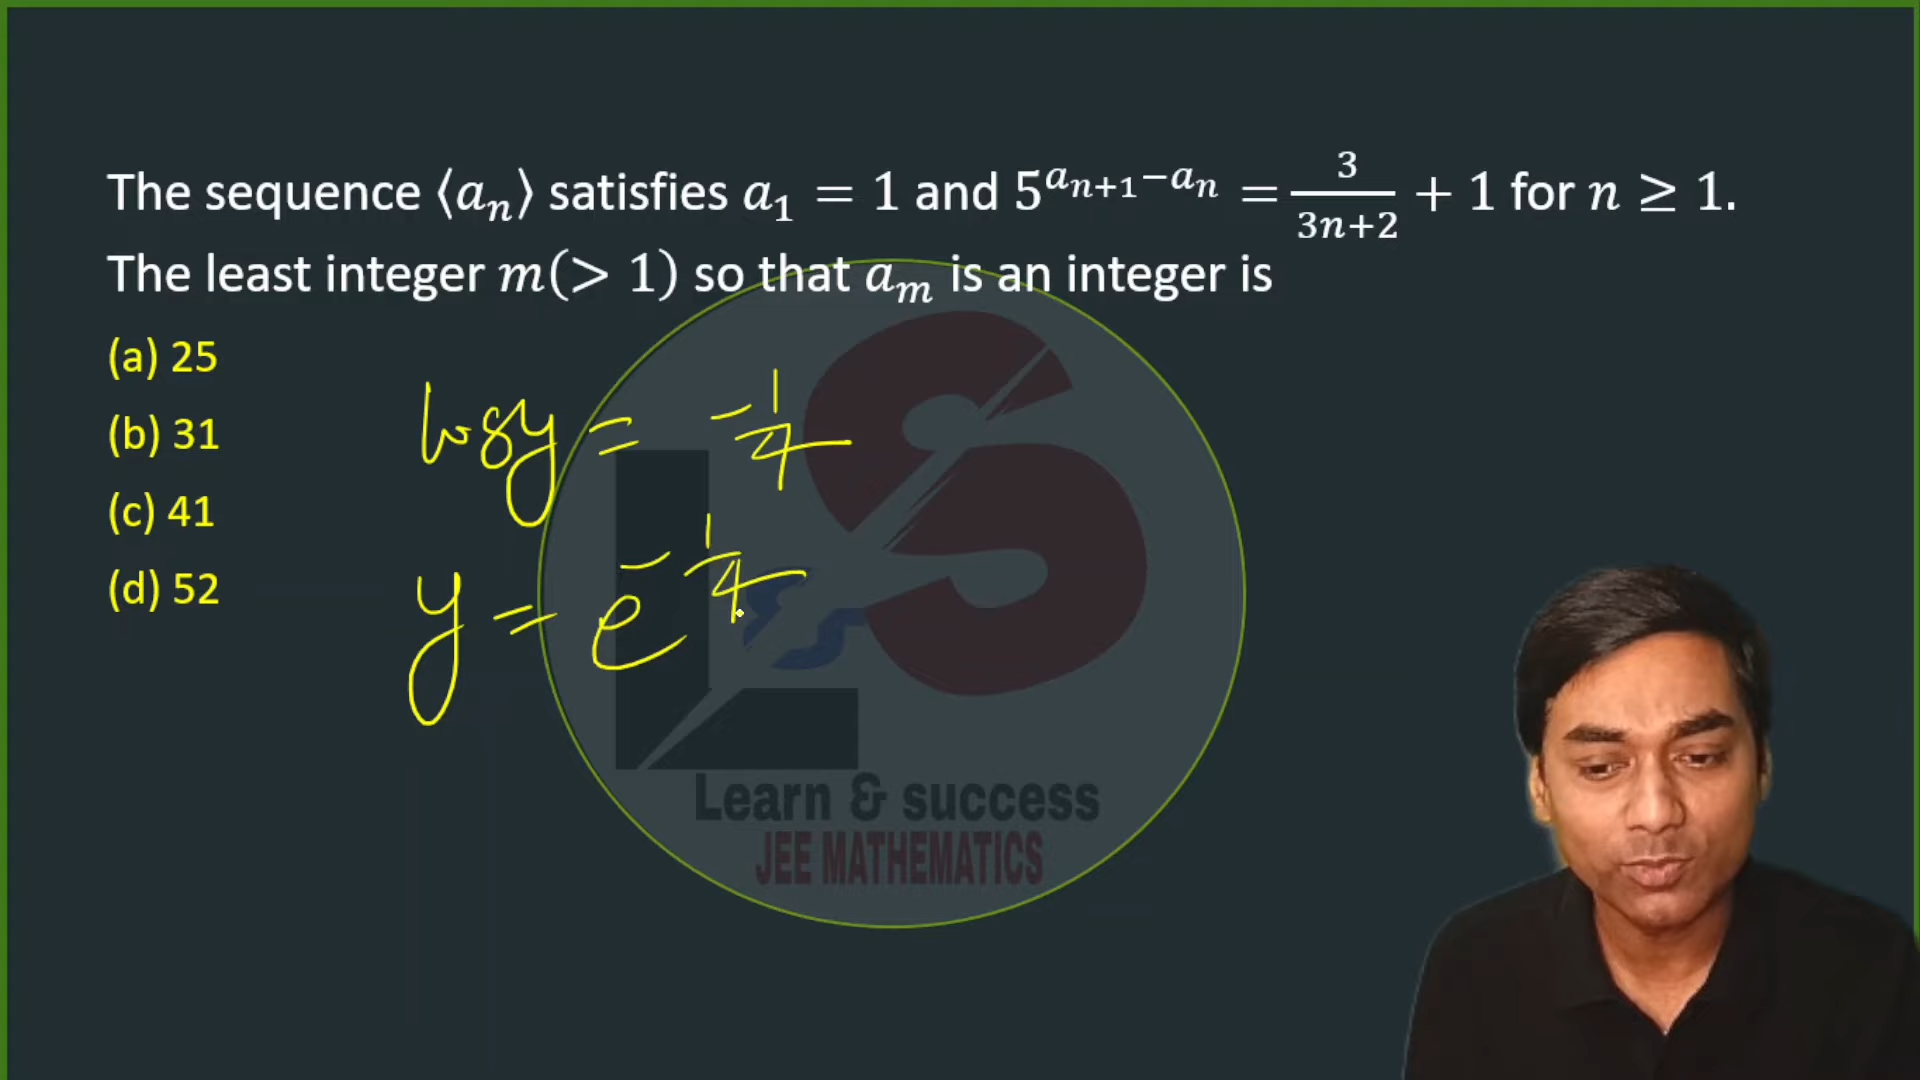 The sequence ⟨aₙ⟩ satisfies a₁ = 1 and 5^(aₙ₊₁−aₙ) = 3/(3n+2) + 1 for n ≥ 1.
The least integer m(> 1) so that aₘ is an integer is
(a) 25
(b) 31
(c) 41
(d) 52
log y = −1/4
y = e^(−1/4)
LS
Learn & success
JEE MATHEMATICS